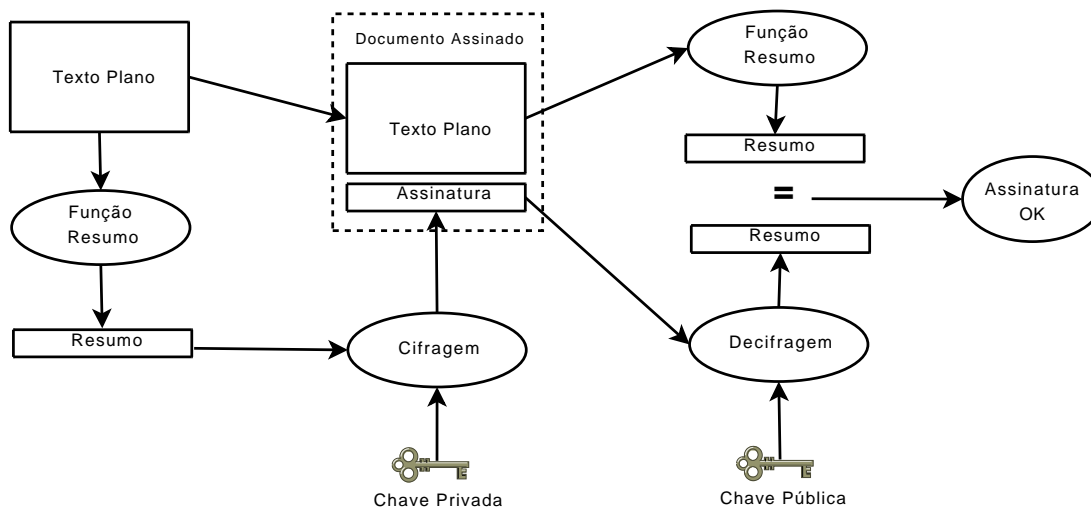 Texto Plano
Função
Resumo
Resumo
Documento Assinado
Texto Plano
Assinatura
Cifragem
Chave Privada
Função
Resumo
Resumo
=
Resumo
Decifragem
Chave Pública
Assinatura
OK